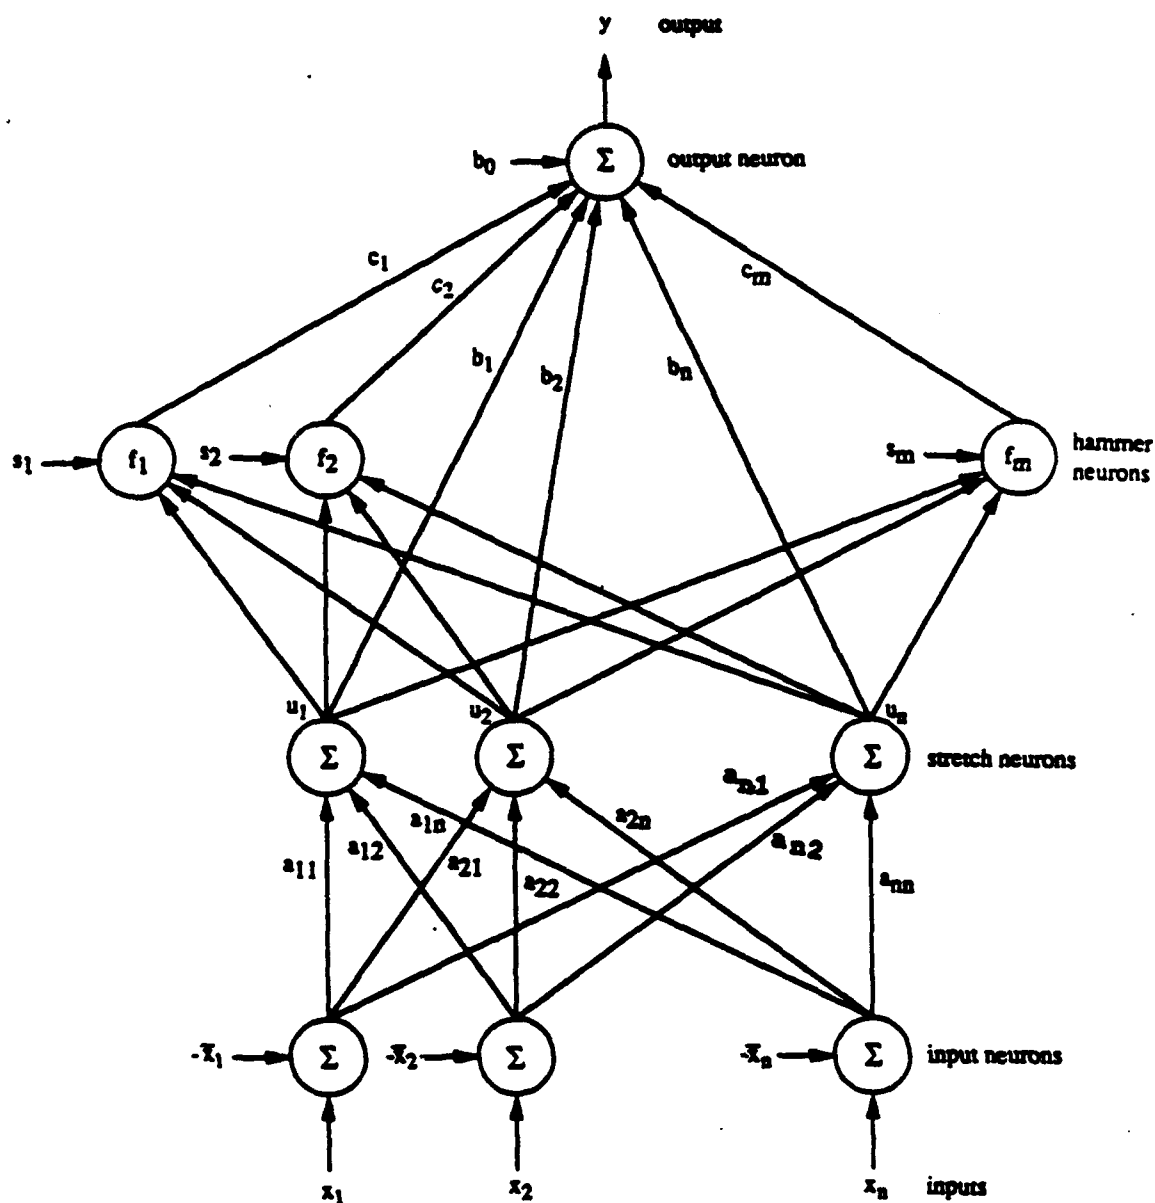 y output
b₀ Σ output neuron
c₁ c₂ cₘ
b₁ b₂ bₙ
s₁ f₁ s₂ f₂ sₘ fₘ hammer
neurons
u₁ u₂ uₙ
Σ Σ Σ stretch neurons
a₁₁ a₁₂ a₁ₙ a₂₁ a₂₂ a₂ₙ aₙ₁ aₙ₂ aₙₙ
-x̄₁ Σ -x̄₂ Σ -x̄ₙ Σ input neurons
x₁ x₂ xₙ inputs